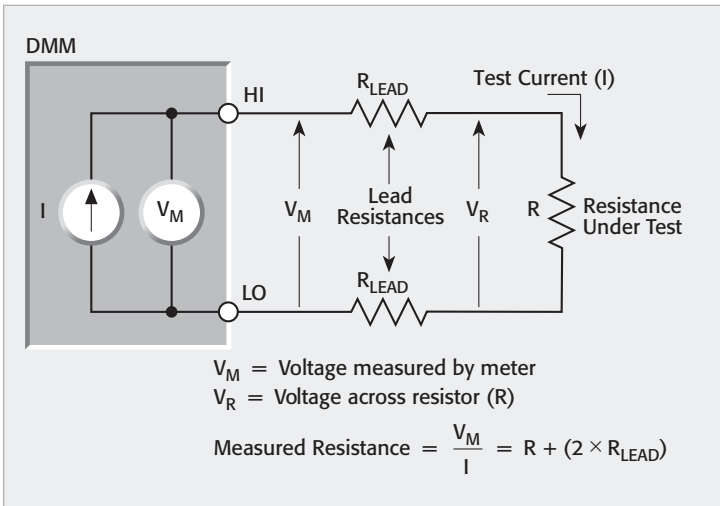 DMM
HI
R_LEAD
Test Current (I)
I
V_M
V_M
Lead
Resistances
V_R
R
Resistance
Under Test
LO
R_LEAD
V_M = Voltage measured by meter
V_R = Voltage across resistor (R)
Measured Resistance = V_M / I = R + (2 × R_LEAD)